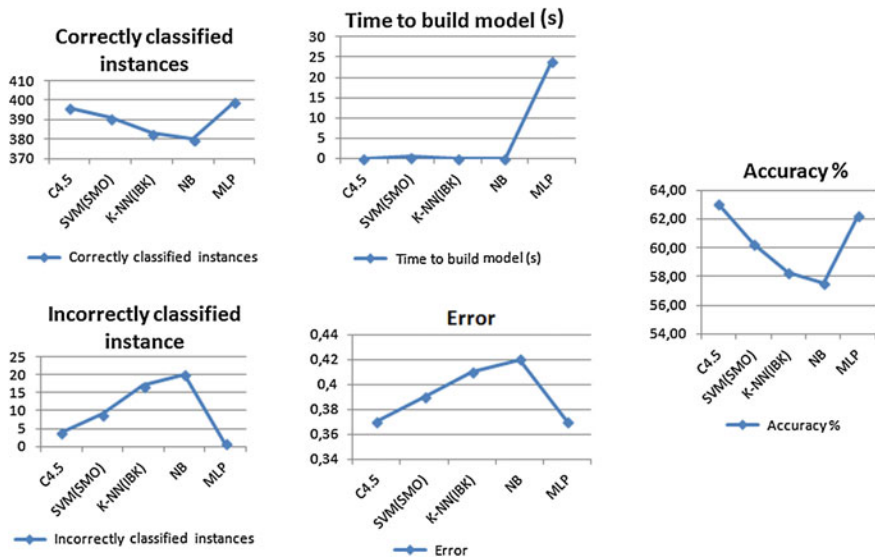 Correctly classified
instances
410
400
390
380
370
C4.5
SVM(SMO)
K-NN(IBK)
NB
MLP
Correctly classified instances
Time to build model (s)
30
25
20
15
10
5
0
C4.5
SVM(SMO)
K-NN(IBK)
NB
MLP
Time to build model (s)
Accuracy %
64,00
62,00
60,00
58,00
56,00
54,00
C4.5
SVM(SMO)
K-NN(IBK)
NB
MLP
Accuracy %
Incorrectly classified
instance
25
20
15
10
5
0
C4.5
SVM(SMO)
K-NN(IBK)
NB
MLP
Incorrectly classified instances
Error
0,44
0,42
0,4
0,38
0,36
0,34
C4.5
SVM(SMO)
K-NN(IBK)
NB
MLP
Error